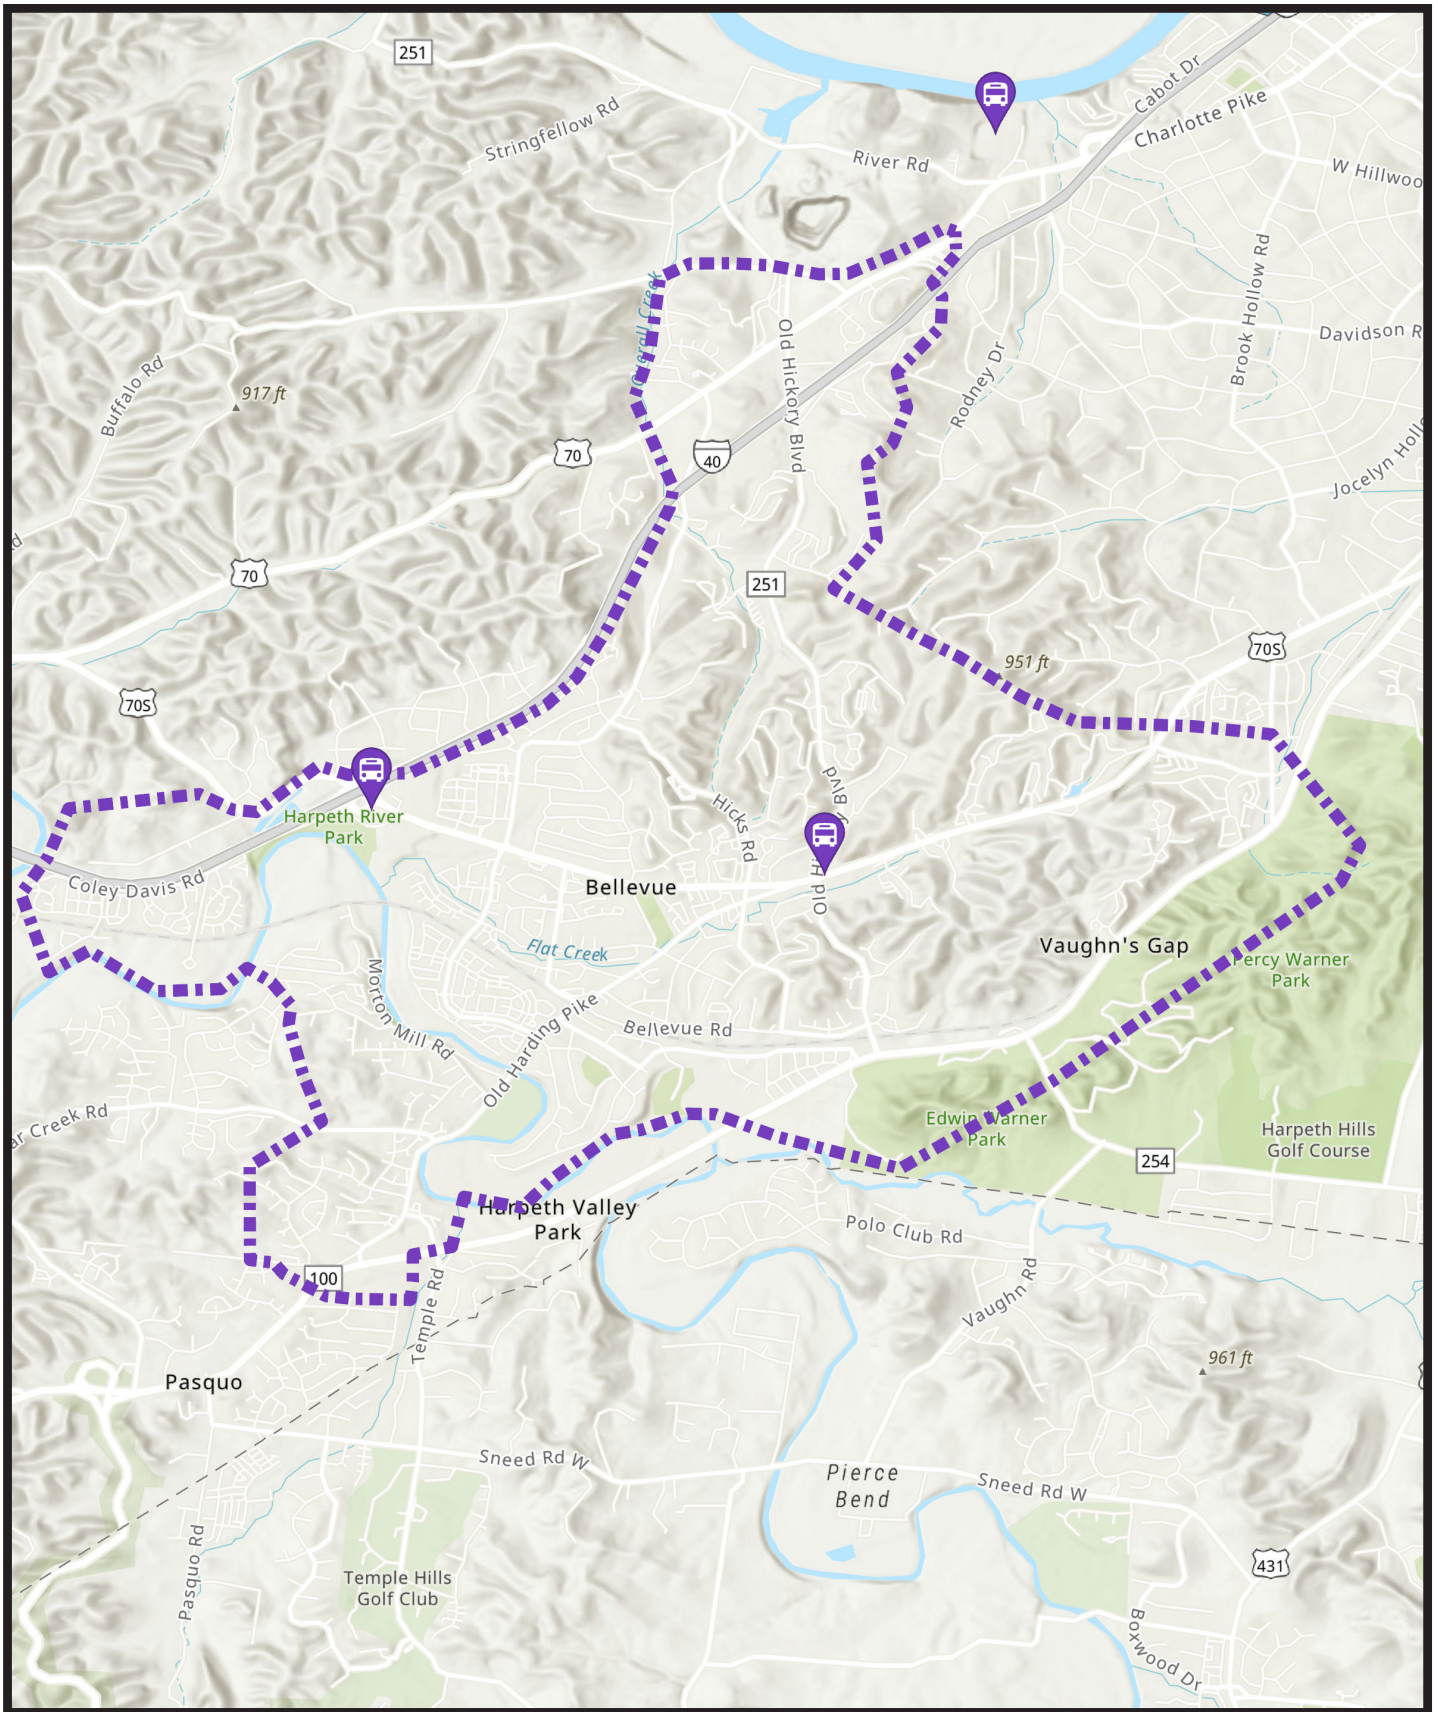 251
Cabot Dr
Charlotte Pike
Stringfellow Rd
River Rd
W Hillwoo
Brook Hollow Rd
Overall Creek
Old Hickory Blvd
Davidson R
Rodney Dr
Buffalo Rd
917 ft
70
40
Jocelyn Holl
70
251
951 ft
70S
70S
Blvd
Hicks Rd
Harpeth River
Park
Coley Davis Rd
Bellevue
Old Hi
Flat Creek
Vaughn's Gap
Percy Warner
Park
Morton Mill Rd
Old Harding Pike
Bellevue Rd
ar Creek Rd
Edwin Warner
Park
254
Harpeth Hills
Golf Course
Harpeth Valley
Park
Polo Club Rd
100
Temple Rd
Vaughn Rd
961 ft
Pasquo
Sneed Rd W
Pierce
Bend
Sneed Rd W
Pasquo Rd
Temple Hills
Golf Club
431
Boxwood Dr